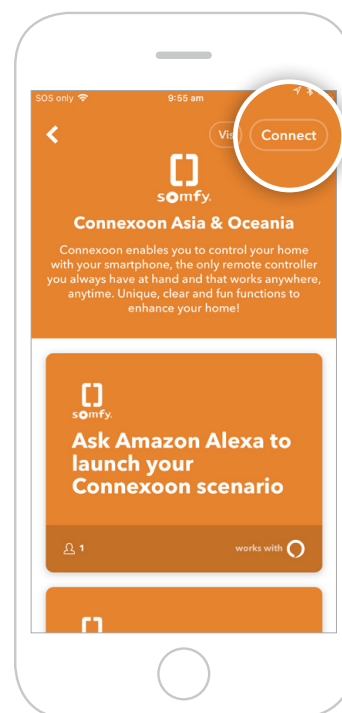 SOS only 9:55 am
Vis Connect
somfy.
Connexoon Asia & Oceania
Connexoon enables you to control your home
with your smartphone, the only remote controller
you always have at hand and that works anywhere,
anytime. Unique, clear and fun functions to
enhance your home!
somfy.
Ask Amazon Alexa to
launch your
Connexoon scenario
1 works with